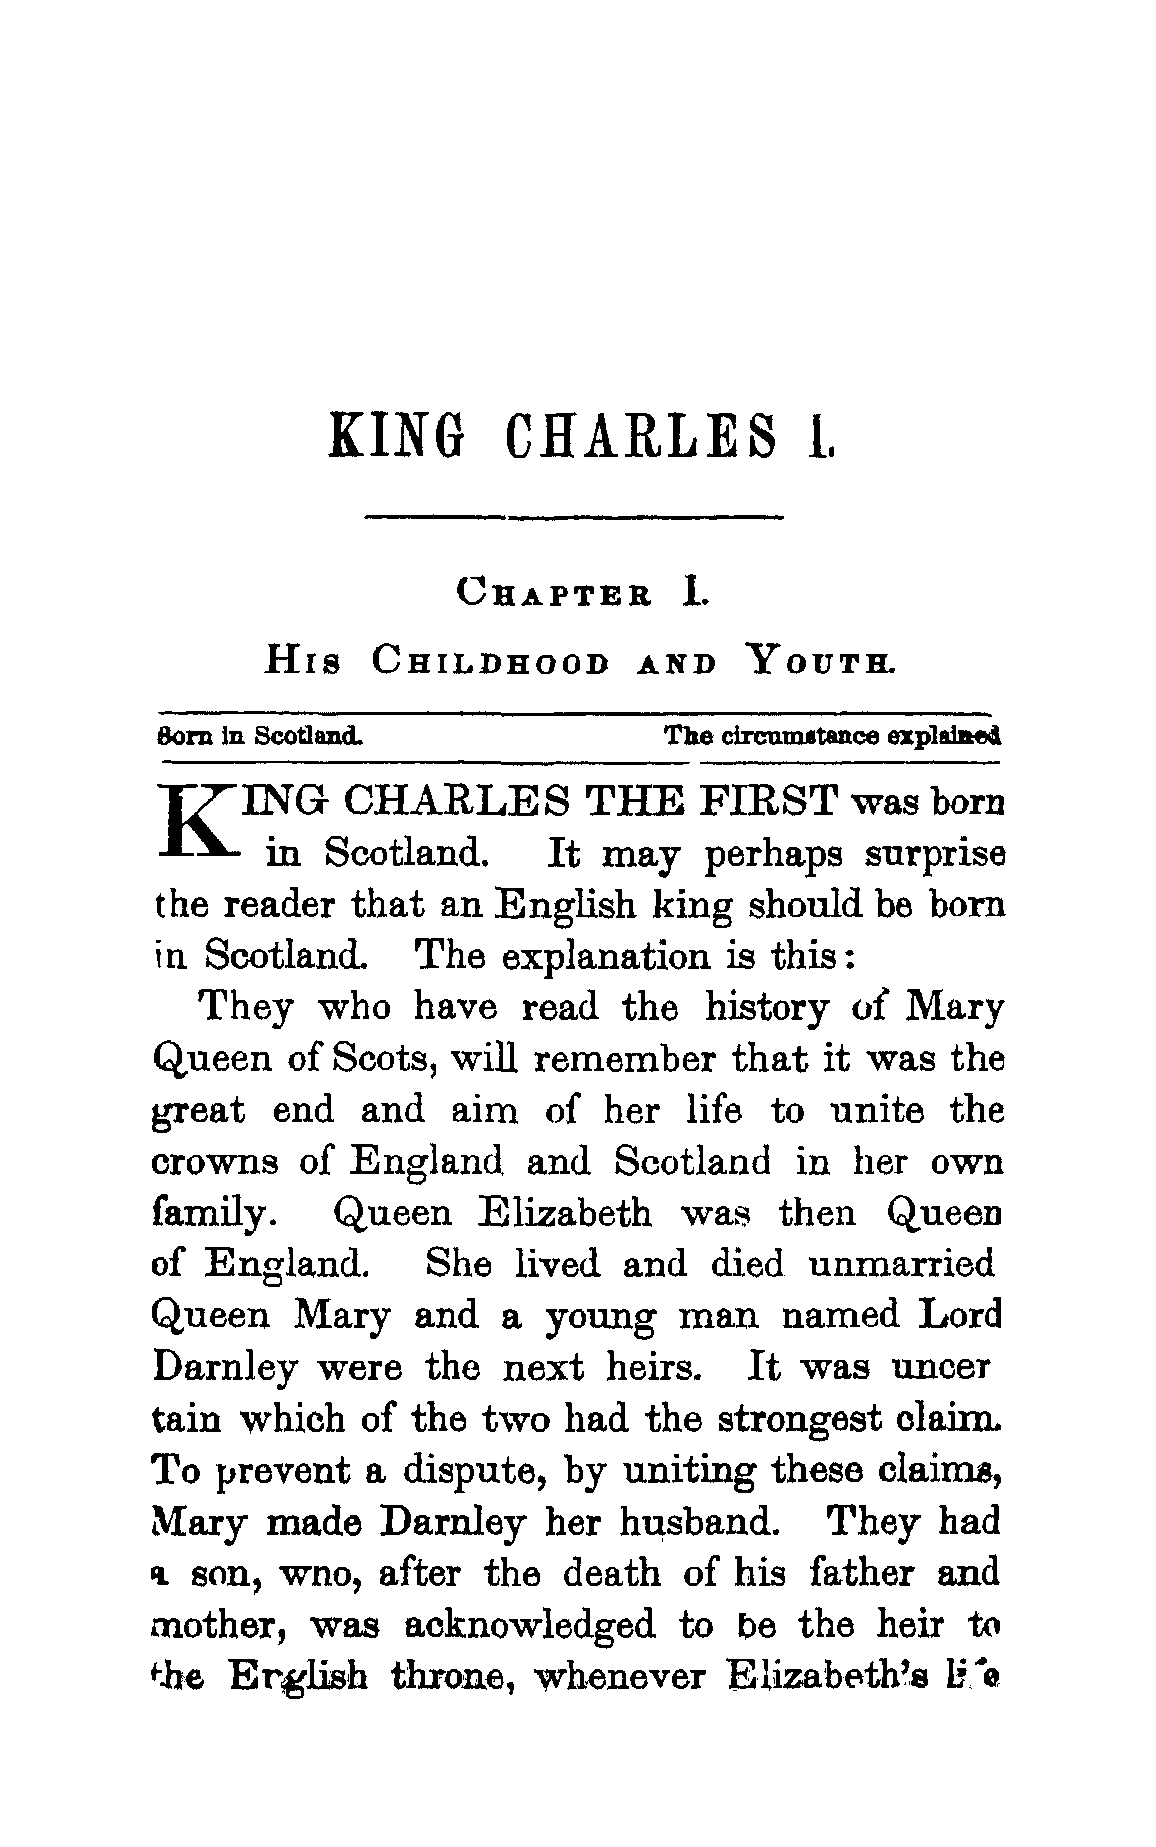 KING CHARLES I.
CHAPTER I.
HIS CHILDHOOD AND YOUTH.
Born in Scotland. The circumstance explained
KING CHARLES THE FIRST was born
in Scotland. It may perhaps surprise
the reader that an English king should be born
in Scotland. The explanation is this:
They who have read the history of Mary
Queen of Scots, will remember that it was the
great end and aim of her life to unite the
crowns of England and Scotland in her own
family. Queen Elizabeth was then Queen
of England. She lived and died unmarried
Queen Mary and a young man named Lord
Darnley were the next heirs. It was uncer
tain which of the two had the strongest claim.
To prevent a dispute, by uniting these claims,
Mary made Darnley her husband. They had
a son, who, after the death of his father and
mother, was acknowledged to be the heir to
the English throne, whenever Elizabeth's life